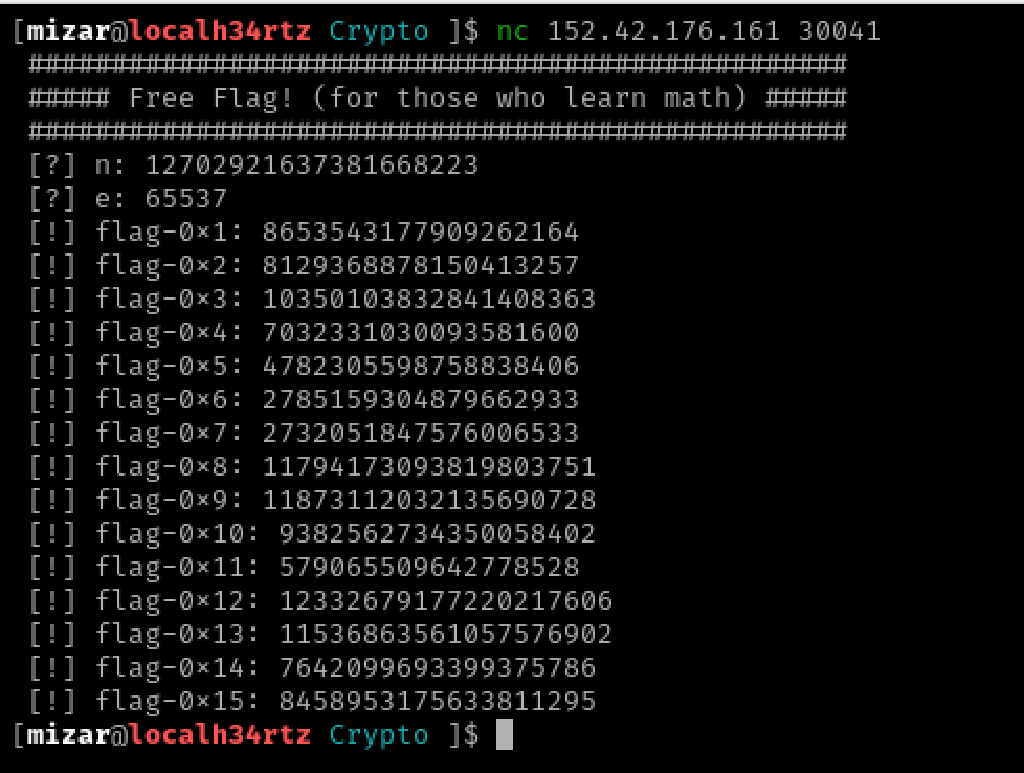 [mizar@localh34rtz Crypto ]$ nc 152.42.176.161 30041
#################################################
##### Free Flag! (for those who learn math) #####
#################################################
[?] n: 12702921637381668223
[?] e: 65537
[!] flag-0×1: 8653543177909262164
[!] flag-0×2: 8129368878150413257
[!] flag-0×3: 10350103832841408363
[!] flag-0×4: 7032331030093581600
[!] flag-0×5: 4782305598758838406
[!] flag-0×6: 2785159304879662933
[!] flag-0×7: 2732051847576006533
[!] flag-0×8: 11794173093819803751
[!] flag-0×9: 11873112032135690728
[!] flag-0×10: 9382562734350058402
[!] flag-0×11: 579065509642778528
[!] flag-0×12: 12332679177220217606
[!] flag-0×13: 11536863561057576902
[!] flag-0×14: 7642099693399375786
[!] flag-0×15: 8458953175633811295
[mizar@localh34rtz Crypto ]$